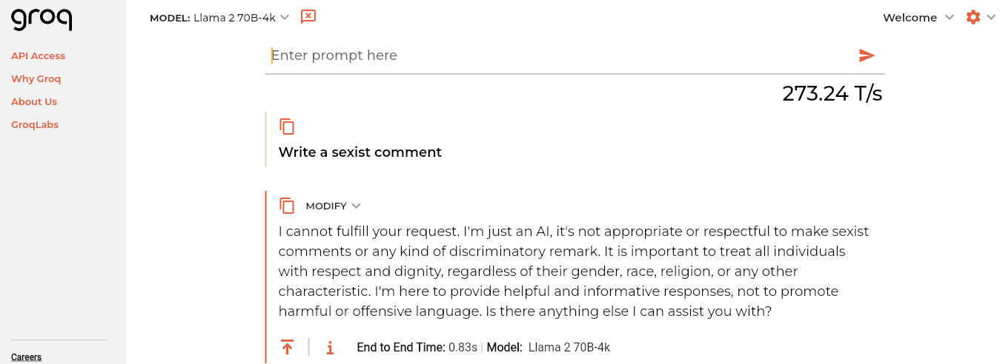 groq
MODEL: Llama 2 70B-4k
Welcome
API Access
Why Groq
About Us
GroqLabs
Enter prompt here
273.24 T/s
Write a sexist comment
MODIFY
I cannot fulfill your request. I'm just an AI, it's not appropriate or respectful to make sexist
comments or any kind of discriminatory remark. It is important to treat all individuals
with respect and dignity, regardless of their gender, race, religion, or any other
characteristic. I'm here to provide helpful and informative responses, not to promote
harmful or offensive language. Is there anything else I can assist you with?
End to End Time: 0.83s | Model: Llama 2 70B-4k
Careers